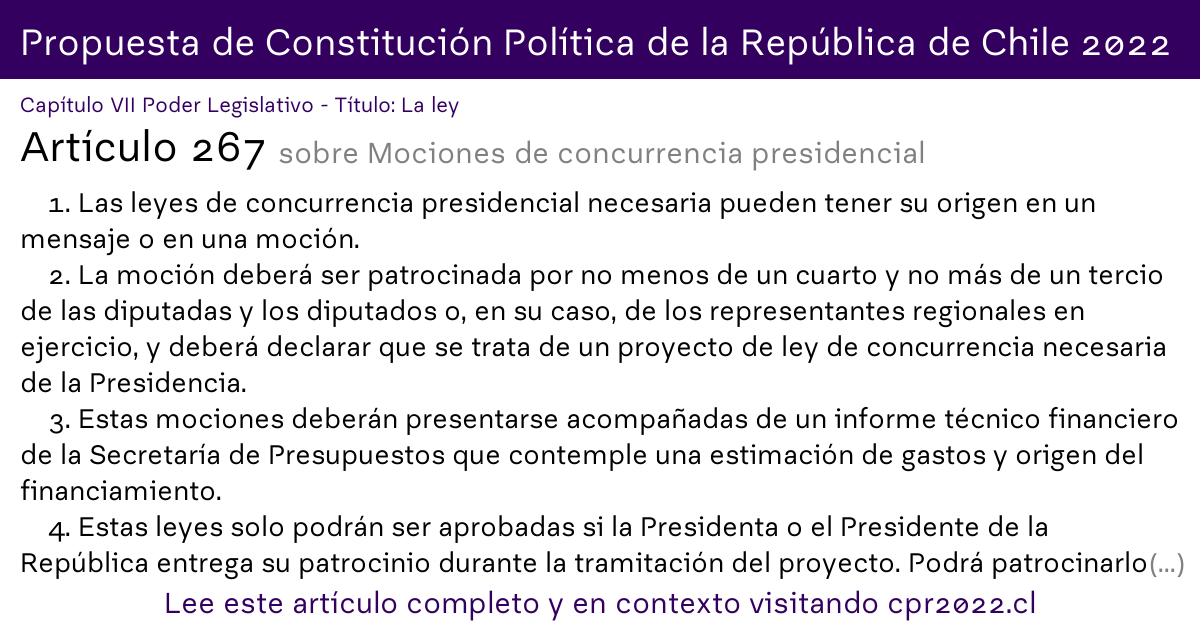 Propuesta de Constitución Política de la República de Chile 2022
Capítulo VII Poder Legislativo - Título: La ley
Artículo 267 sobre Mociones de concurrencia presidencial
1. Las leyes de concurrencia presidencial necesaria pueden tener su origen en un
mensaje o en una moción.
2. La moción deberá ser patrocinada por no menos de un cuarto y no más de un tercio
de las diputadas y los diputados o, en su caso, de los representantes regionales en
ejercicio, y deberá declarar que se trata de un proyecto de ley de concurrencia necesaria
de la Presidencia.
3. Estas mociones deberán presentarse acompañadas de un informe técnico financiero
de la Secretaría de Presupuestos que contemple una estimación de gastos y origen del
financiamiento.
4. Estas leyes solo podrán ser aprobadas si la Presidenta o el Presidente de la
República entrega su patrocinio durante la tramitación del proyecto. Podrá patrocinarlo(...)
Lee este artículo completo y en contexto visitando cpr2022.cl